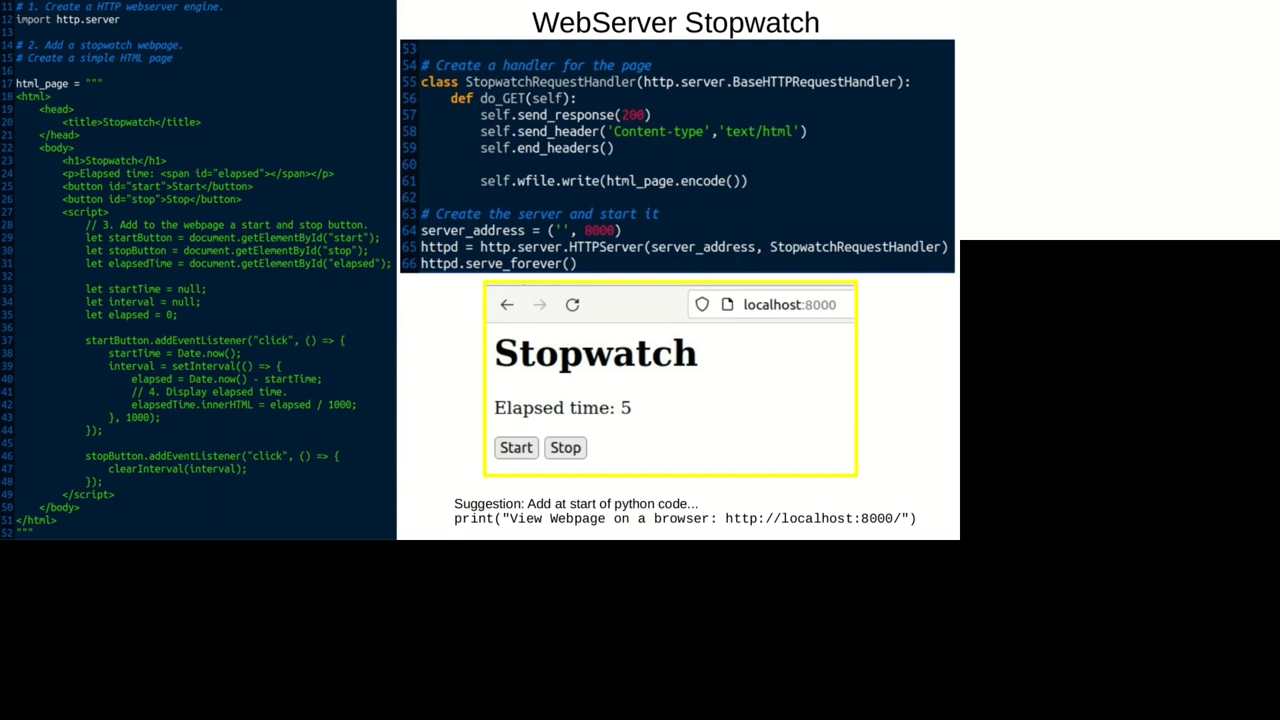 WebServer Stopwatch
11 # 1. Create a HTTP webserver engine.
12 import http.server
13
14 # 2. Add a stopwatch webpage.
15 # Create a simple HTML page
16
17 html_page = """
18 <html>
19     <head>
20         <title>Stopwatch</title>
21     </head>
22     <body>
23         <h1>Stopwatch</h1>
24         <p>Elapsed time: <span id="elapsed"></span></p>
25         <button id="start">Start</button>
26         <button id="stop">Stop</button>
27         <script>
28             // 3. Add to the webpage a start and stop button.
29             let startButton = document.getElementById("start");
30             let stopButton = document.getElementById("stop");
31             let elapsedTime = document.getElementById("elapsed");
32
33             let startTime = null;
34             let interval = null;
35             let elapsed = 0;
36
37             startButton.addEventListener("click", () => {
38                 startTime = Date.now();
39                 interval = setInterval(() => {
40                     elapsed = Date.now() - startTime;
41                     // 4. Display elapsed time.
42                     elapsedTime.innerHTML = elapsed / 1000;
43                 }, 1000);
44             });
45
46             stopButton.addEventListener("click", () => {
47                 clearInterval(interval);
48             });
49         </script>
50     </body>
51 </html>
52 """
53
54 # Create a handler for the page
55 class StopwatchRequestHandler(http.server.BaseHTTPRequestHandler):
56     def do_GET(self):
57         self.send_response(200)
58         self.send_header('Content-type','text/html')
59         self.end_headers()
60
61         self.wfile.write(html_page.encode())
62
63 # Create the server and start it
64 server_address = ('', 8000)
65 httpd = http.server.HTTPServer(server_address, StopwatchRequestHandler)
66 httpd.serve_forever()
localhost:8000
Stopwatch
Elapsed time: 5
Start Stop
Suggestion: Add at start of python code...
print("View Webpage on a browser: http://localhost:8000/")